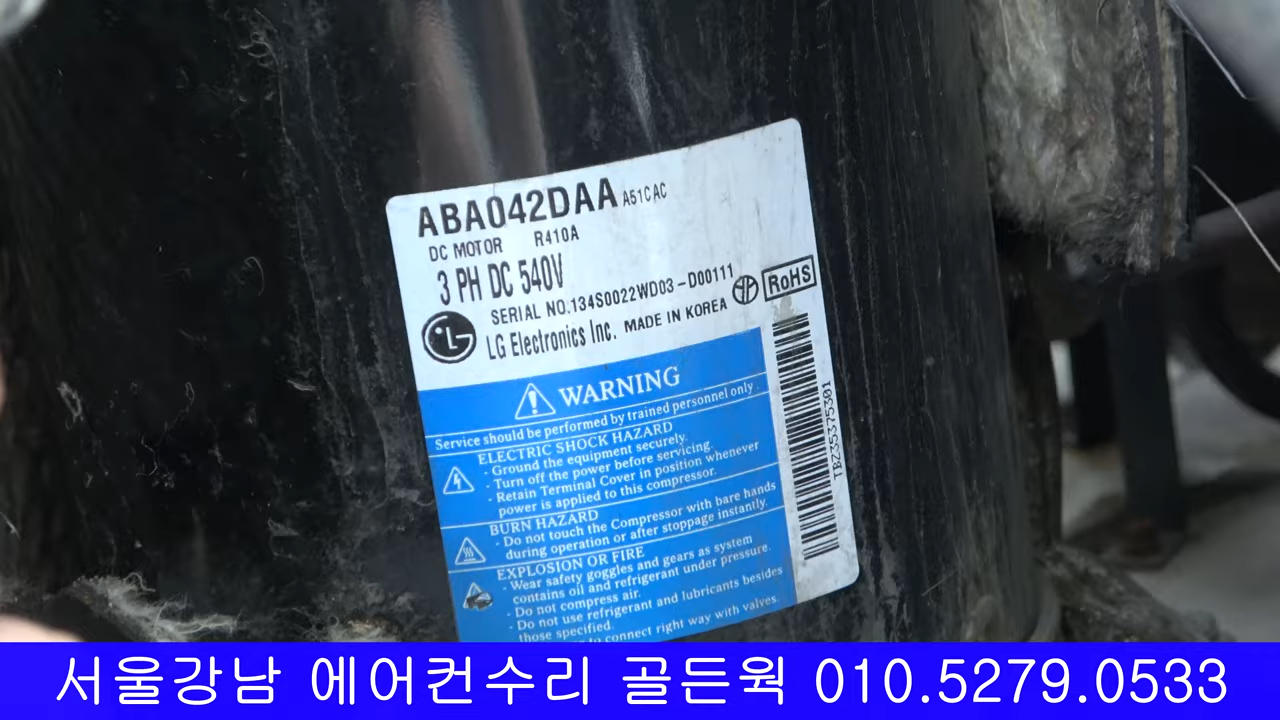 ABA042DAA A51CAC
DC MOTOR R410A
3 PH DC 540V
SERIAL NO.134S0022WD03-D00111
RoHS
LG Electronics Inc. MADE IN KOREA
WARNING
Service should be performed by trained personnel only.
ELECTRIC SHOCK HAZARD
- Ground the equipment securely.
- Turn off the power before servicing.
- Retain Terminal Cover in position whenever
power is applied to this compressor.
BURN HAZARD
- Do not touch the Compressor with bare hands
during operation or after stoppage instantly.
EXPLOSION OR FIRE
- Wear safety goggles and gears as system
contains oil and refrigerant under pressure.
- Do not compress air.
- Do not use refrigerant and lubricants besides
those specified.
to connect right way with valves.
TBZ35375301
서울강남 에어컨수리 골든웍 010.5279.0533